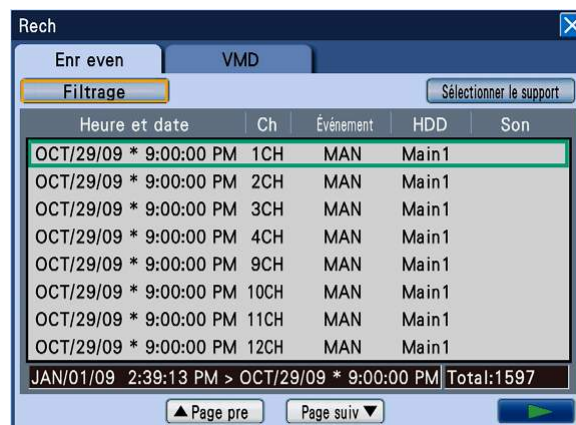 Rech
Enr even VMD
Filtrage Sélectionner le support
Heure et date Ch Événement HDD Son
OCT/29/09 * 9:00:00 PM 1CH MAN Main1
OCT/29/09 * 9:00:00 PM 2CH MAN Main1
OCT/29/09 * 9:00:00 PM 3CH MAN Main1
OCT/29/09 * 9:00:00 PM 4CH MAN Main1
OCT/29/09 * 9:00:00 PM 9CH MAN Main1
OCT/29/09 * 9:00:00 PM 10CH MAN Main1
OCT/29/09 * 9:00:00 PM 11CH MAN Main1
OCT/29/09 * 9:00:00 PM 12CH MAN Main1
JAN/01/09 2:39:13 PM > OCT/29/09 * 9:00:00 PM Total:1597
▲ Page pre Page suiv ▼